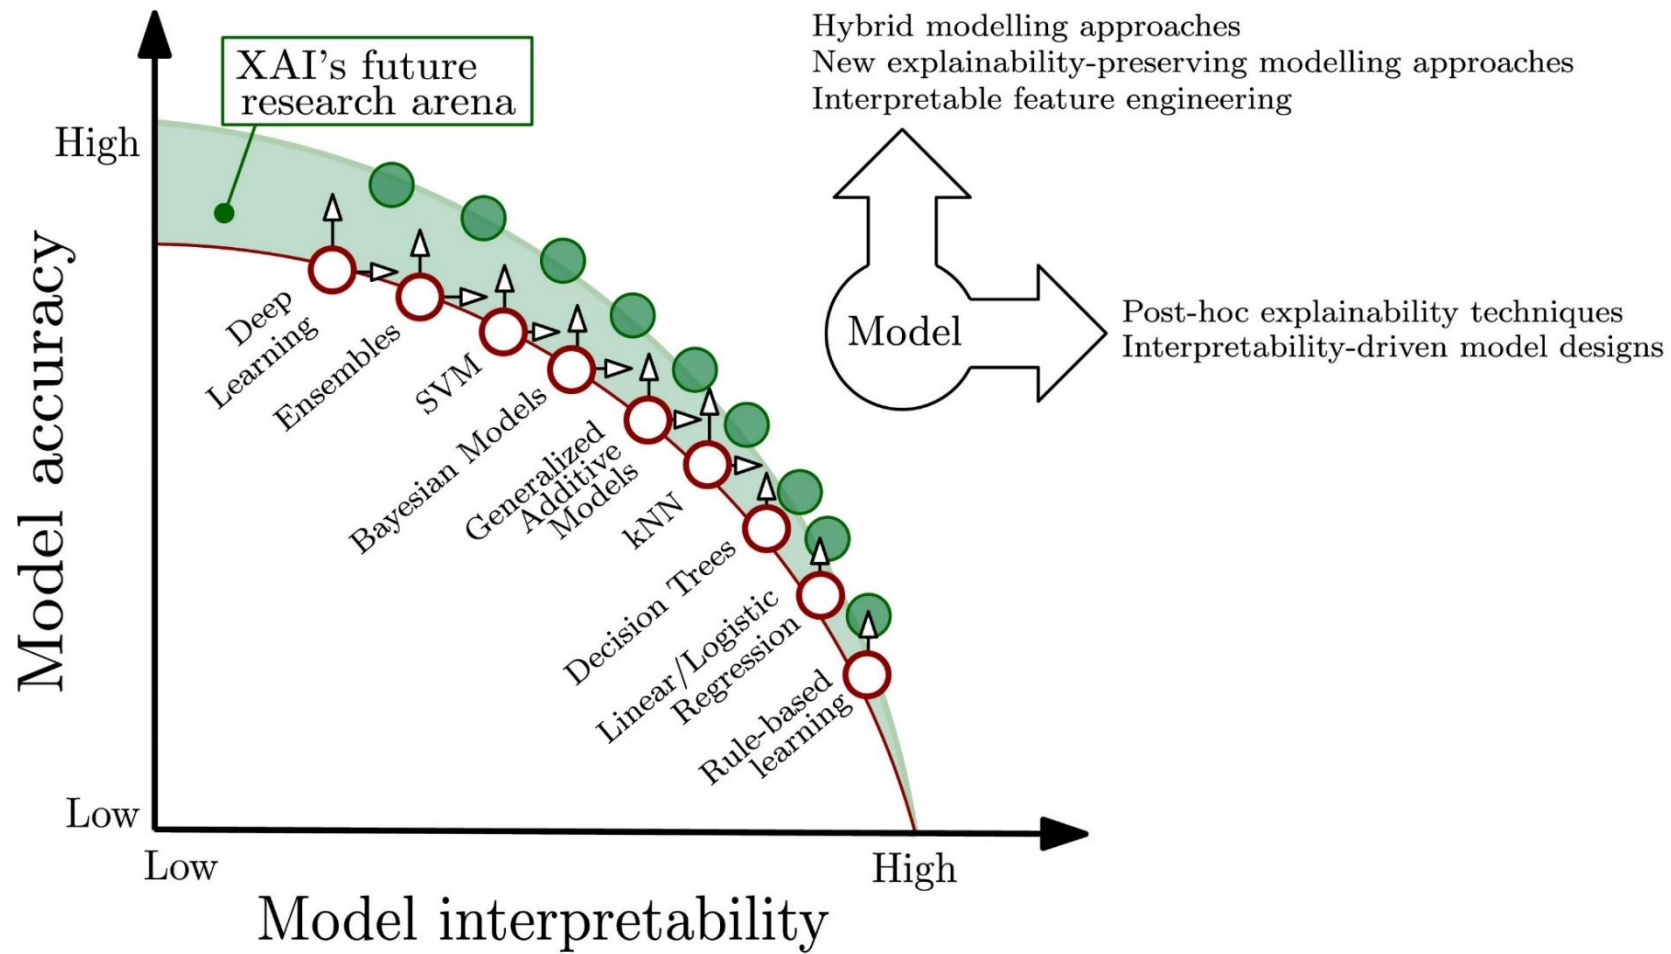 XAI's future
research arena
High
Model accuracy
Low
Low
High
Model interpretability
Deep
Learning
Ensembles
SVM
Bayesian Models
Generalized
Additive
Models
kNN
Decision Trees
Linear/Logistic
Regression
Rule-based
learning
Hybrid modelling approaches
New explainability-preserving modelling approaches
Interpretable feature engineering
Model
Post-hoc explainability techniques
Interpretability-driven model designs